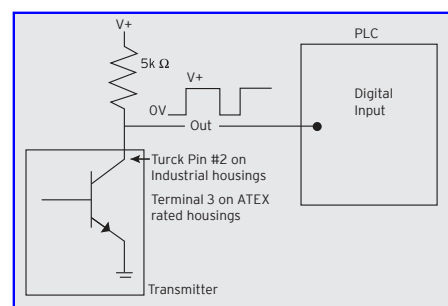 V+
PLC
5k Ω
V+
0V
Out
Digital
Input
Turck Pin #2 on
Industrial housings
Terminal 3 on ATEX
rated housings
Transmitter